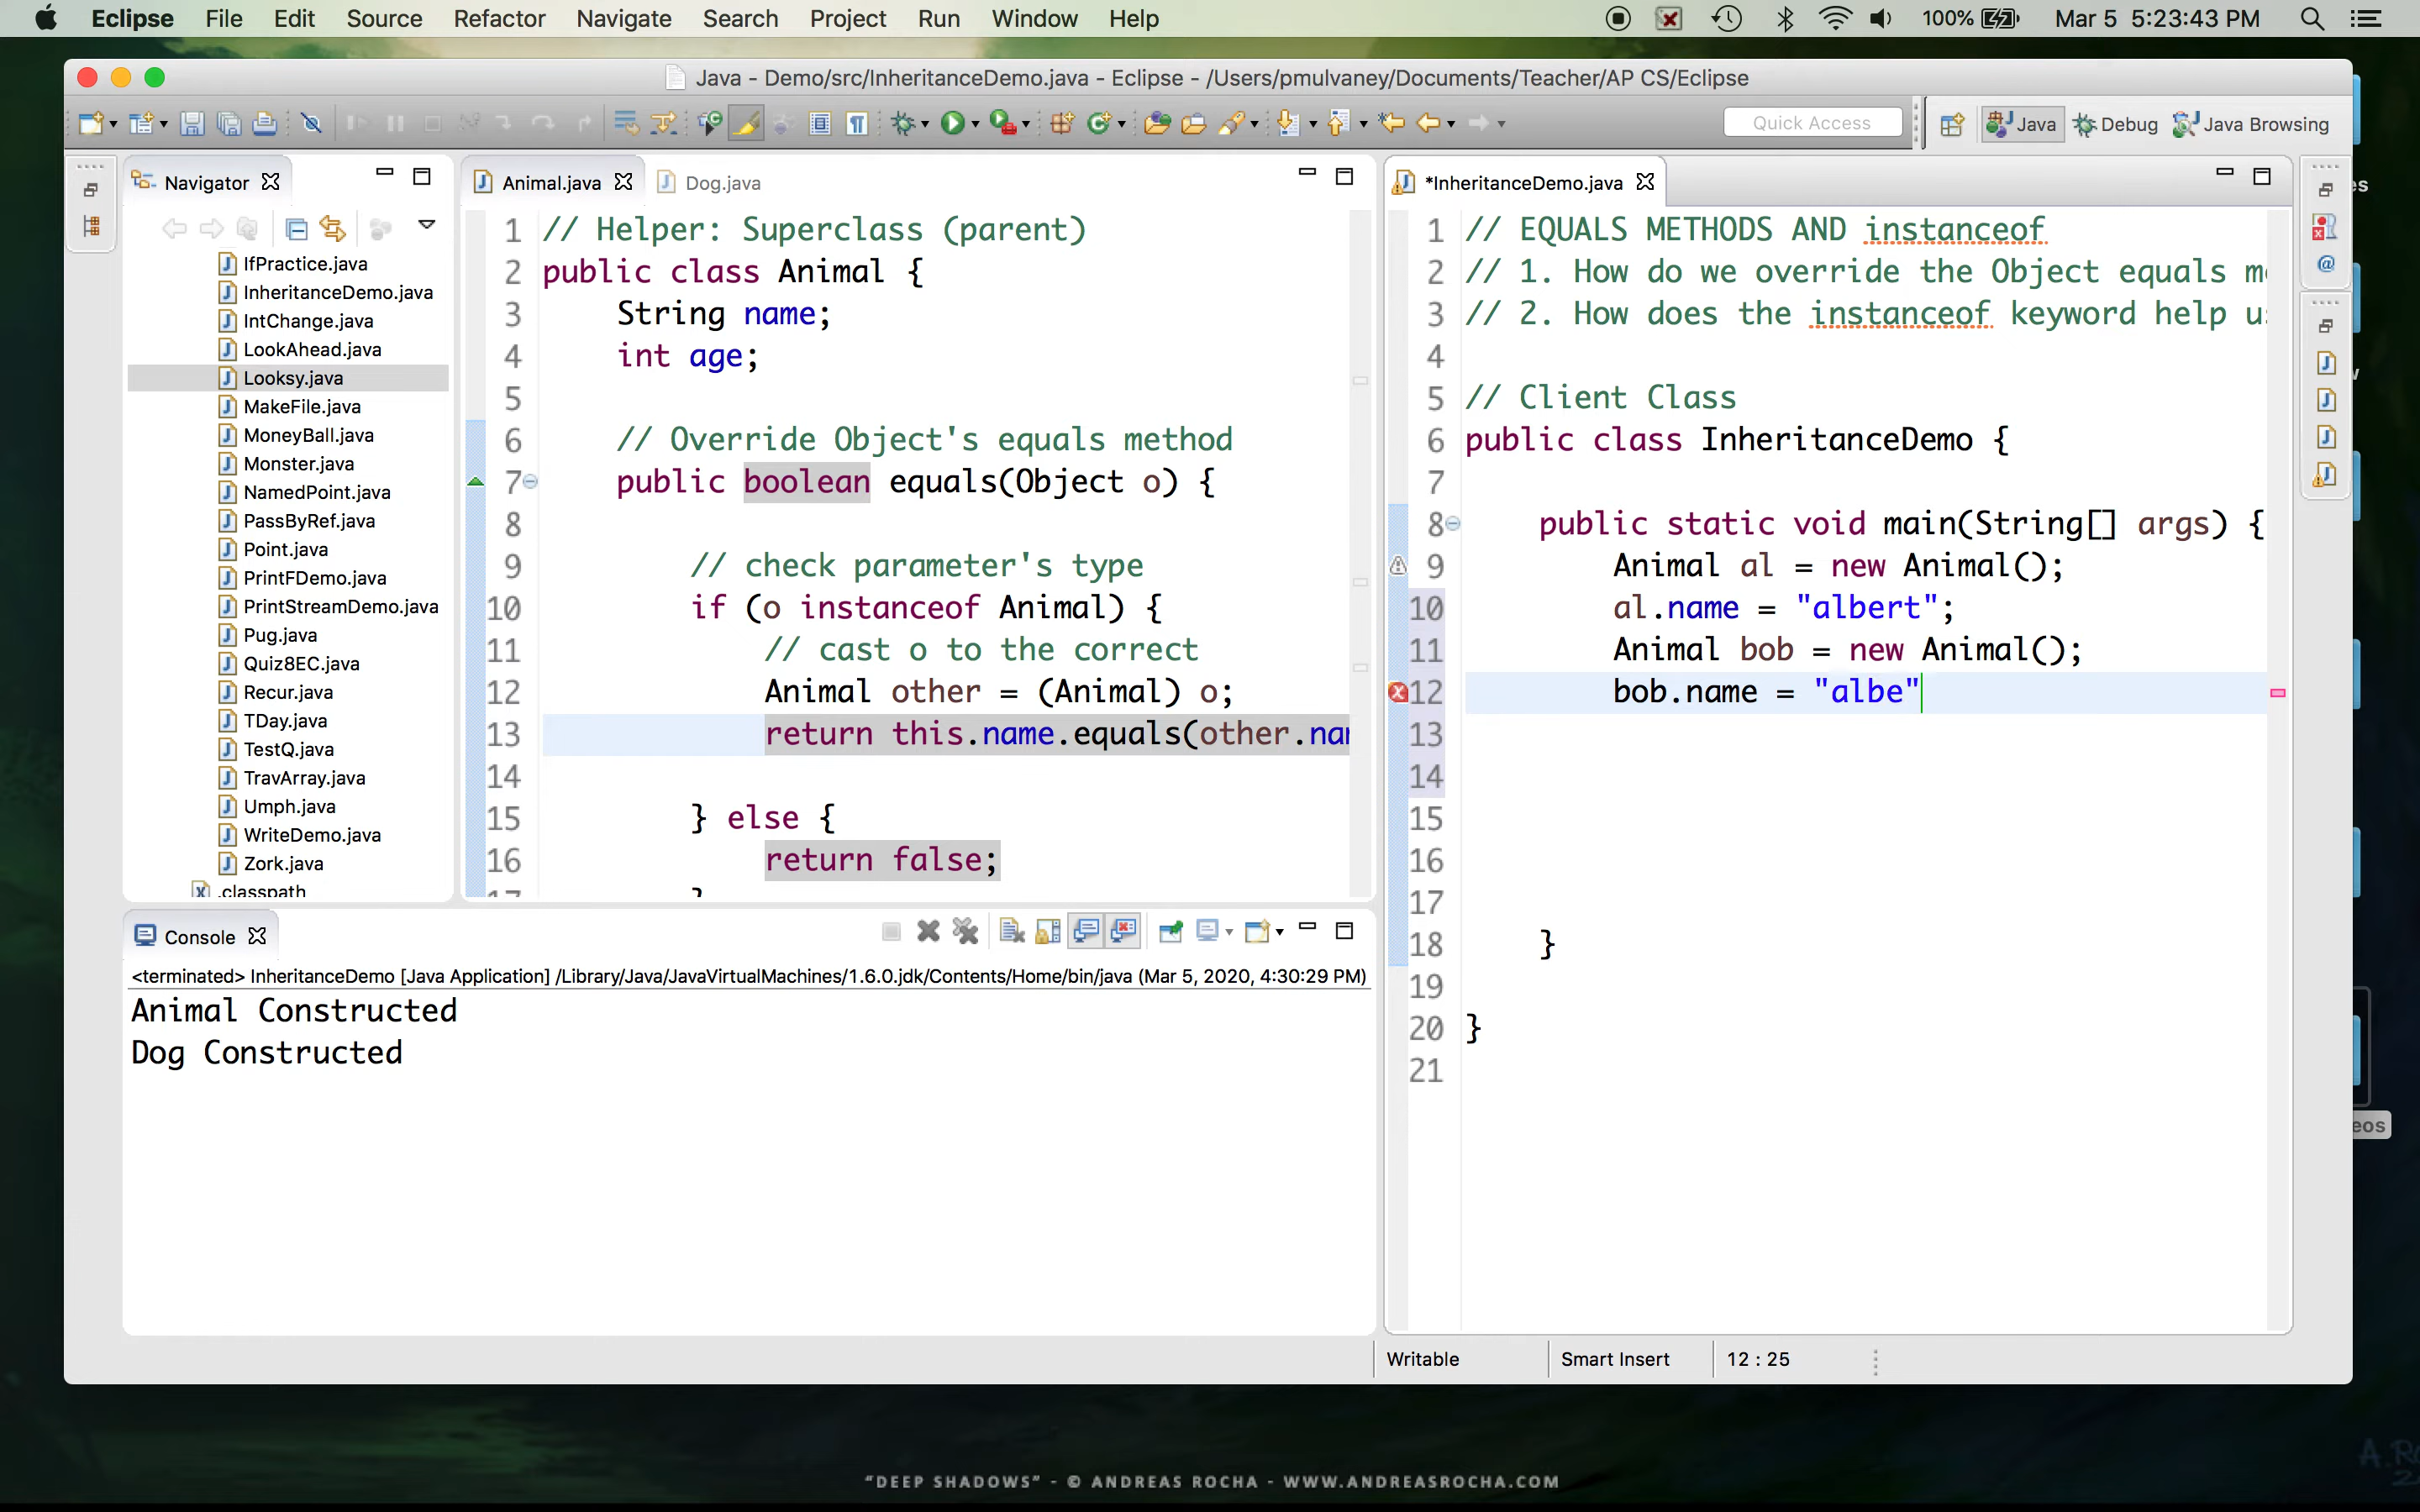 Eclipse File Edit Source Refactor Navigate Search Project Run Window Help 100% Mar 5 5:23:43 PM
Java - Demo/src/InheritanceDemo.java - Eclipse - /Users/pmulvaney/Documents/Teacher/AP CS/Eclipse
Quick Access Java Debug Java Browsing
Navigator
IfPractice.java
InheritanceDemo.java
IntChange.java
LookAhead.java
Looksy.java
MakeFile.java
MoneyBall.java
Monster.java
NamedPoint.java
PassByRef.java
Point.java
PrintFDemo.java
PrintStreamDemo.java
Pug.java
Quiz8EC.java
Recur.java
TDay.java
TestQ.java
TravArray.java
Umph.java
WriteDemo.java
Zork.java
.classpath
Animal.java Dog.java
1 // Helper: Superclass (parent)
2 public class Animal {
3 String name;
4 int age;
5
6 // Override Object's equals method
7 public boolean equals(Object o) {
8
9 // check parameter's type
10 if (o instanceof Animal) {
11 // cast o to the correct
12 Animal other = (Animal) o;
13 return this.name.equals(other.nam
14
15 } else {
16 return false;
17 }
*InheritanceDemo.java
1 // EQUALS METHODS AND instanceof
2 // 1. How do we override the Object equals m
3 // 2. How does the instanceof keyword help u
4
5 // Client Class
6 public class InheritanceDemo {
7
8 public static void main(String[] args) {
9 Animal al = new Animal();
10 al.name = "albert";
11 Animal bob = new Animal();
12 bob.name = "albe"
13
14
15
16
17
18 }
19
20 }
21
Console
<terminated> InheritanceDemo [Java Application] /Library/Java/JavaVirtualMachines/1.6.0.jdk/Contents/Home/bin/java (Mar 5, 2020, 4:30:29 PM)
Animal Constructed
Dog Constructed
Writable Smart Insert 12 : 25
es
eos
"DEEP SHADOWS" - © ANDREAS ROCHA - WWW.ANDREASROCHA.COM